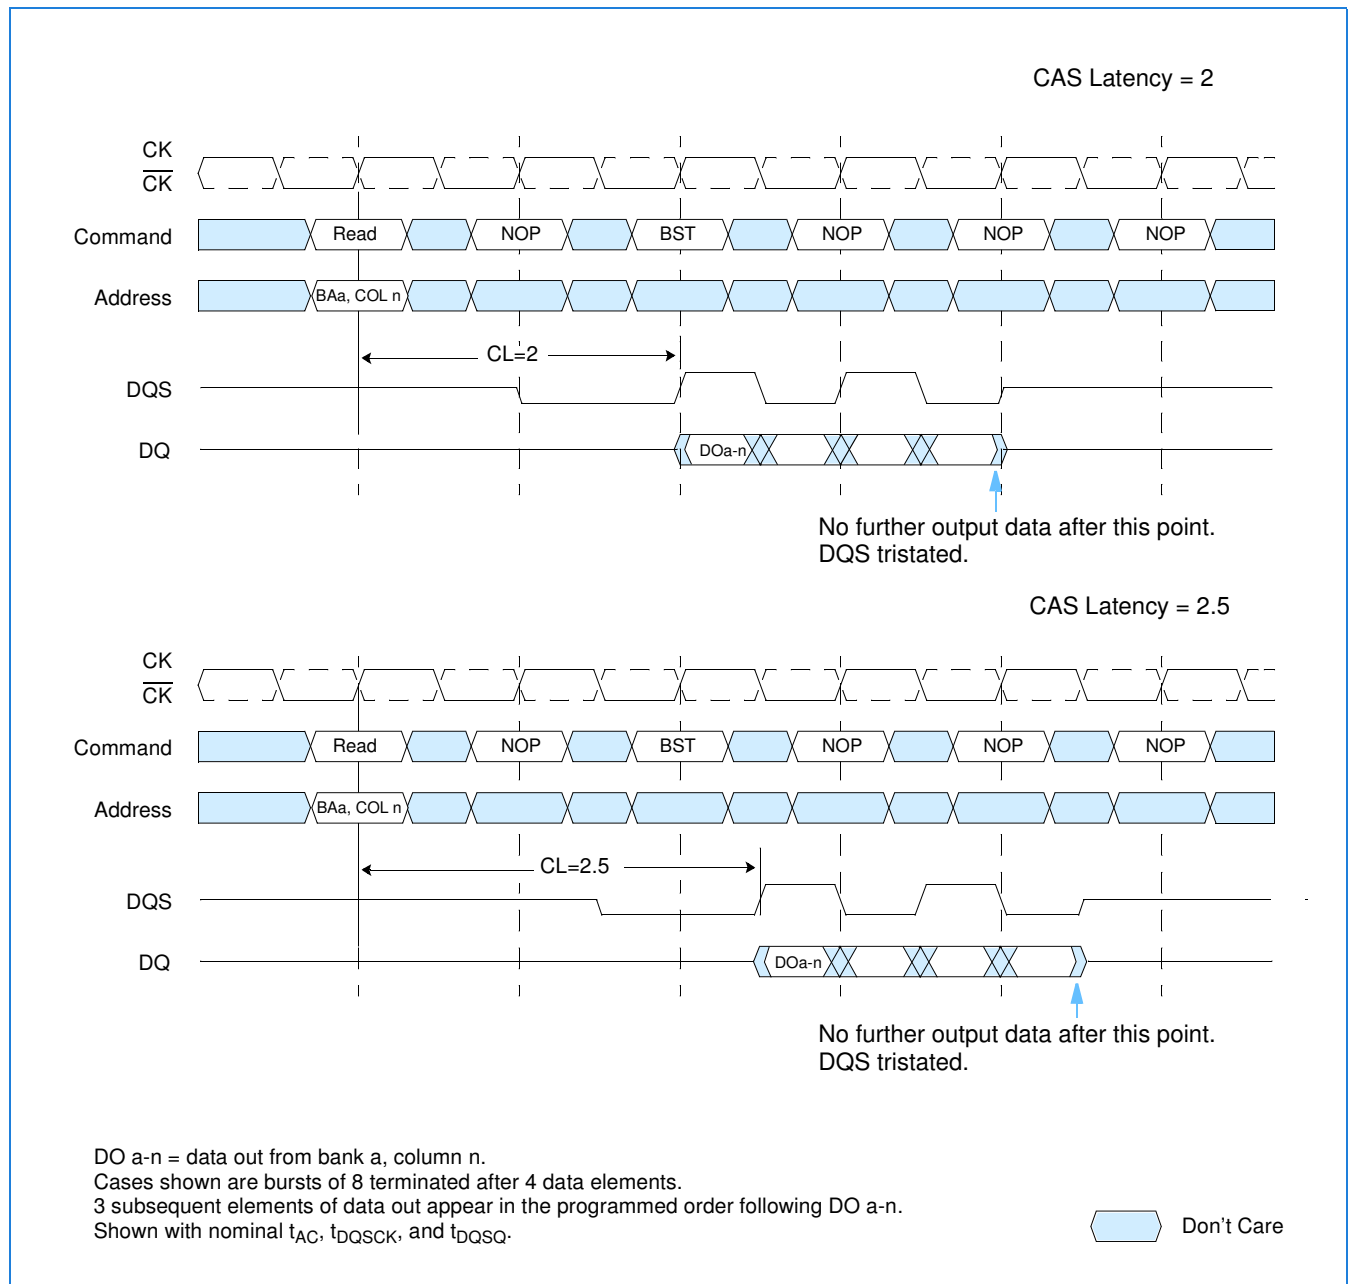 CAS Latency = 2
CK
CK
Command Read NOP BST NOP NOP NOP
Address BAa, COL n
CL=2
DQS
DQ DOa-n
No further output data after this point.
DQS tristated.
CAS Latency = 2.5
CK
CK
Command Read NOP BST NOP NOP NOP
Address BAa, COL n
CL=2.5
DQS
DQ DOa-n
No further output data after this point.
DQS tristated.
DO a-n = data out from bank a, column n.
Cases shown are bursts of 8 terminated after 4 data elements.
3 subsequent elements of data out appear in the programmed order following DO a-n.
Shown with nominal tAC, tDQSCK, and tDQSQ.
Don't Care